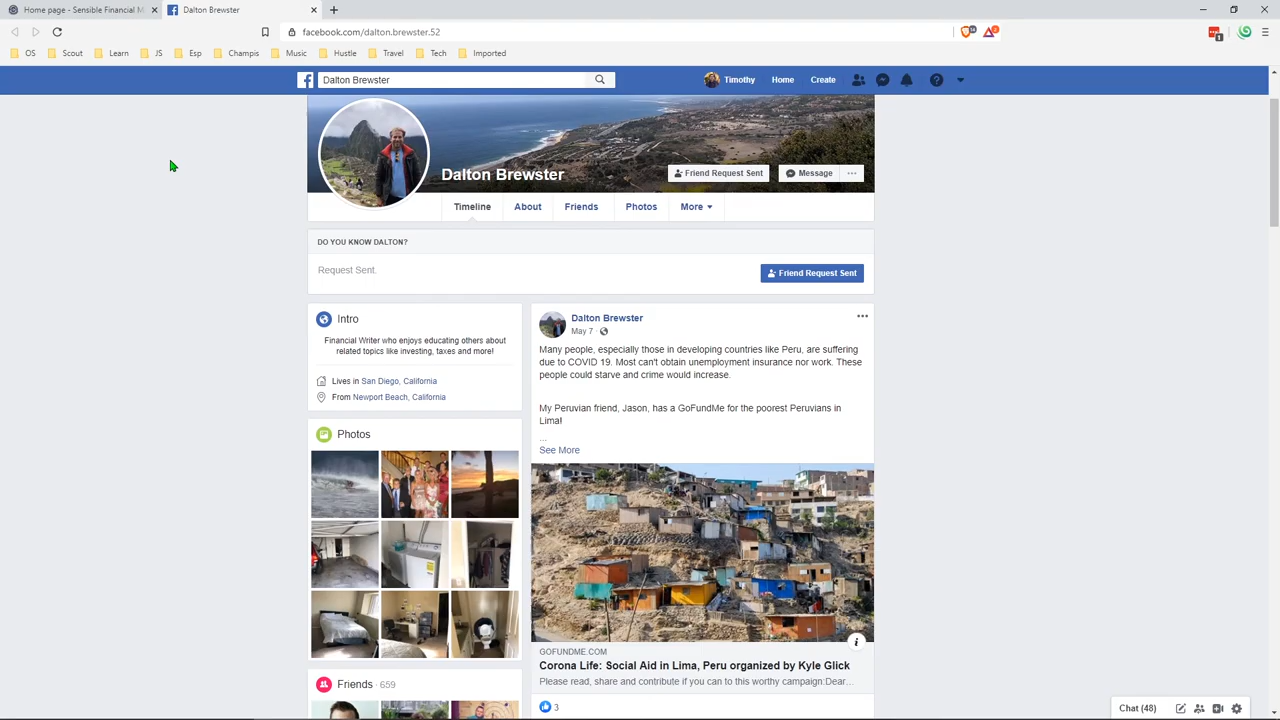 Home page - Sensible Financial M
Dalton Brewster
facebook.com/dalton.brewster.52
OS Scout Learn JS Esp Champis Music Hustle Travel Tech Imported
Dalton Brewster
Timothy Home Create
Dalton Brewster
Friend Request Sent
Message
Timeline About Friends Photos More
DO YOU KNOW DALTON?
Request Sent.
Friend Request Sent
Intro
Financial Writer who enjoys educating others about
related topics like investing, taxes and more!
Lives in San Diego, California
From Newport Beach, California
Photos
Friends · 659
Dalton Brewster
May 7 ·
Many people, especially those in developing countries like Peru, are suffering
due to COVID 19. Most can't obtain unemployment insurance nor work. These
people could starve and crime would increase.
My Peruvian friend, Jason, has a GoFundMe for the poorest Peruvians in
Lima!
...
See More
GOFUNDME.COM
Corona Life: Social Aid in Lima, Peru organized by Kyle Glick
Please read, share and contribute if you can to this worthy campaign:Dear...
3
Chat (48)